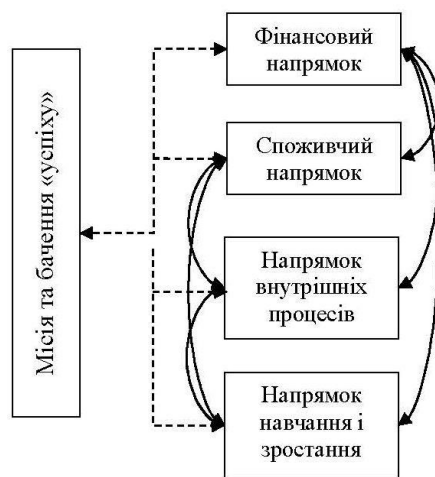 Місія та бачення «успіху»
Фінансовий
напрямок
Споживчий
напрямок
Напрямок
внутрішніх
процесів
Напрямок
навчання і
зростання